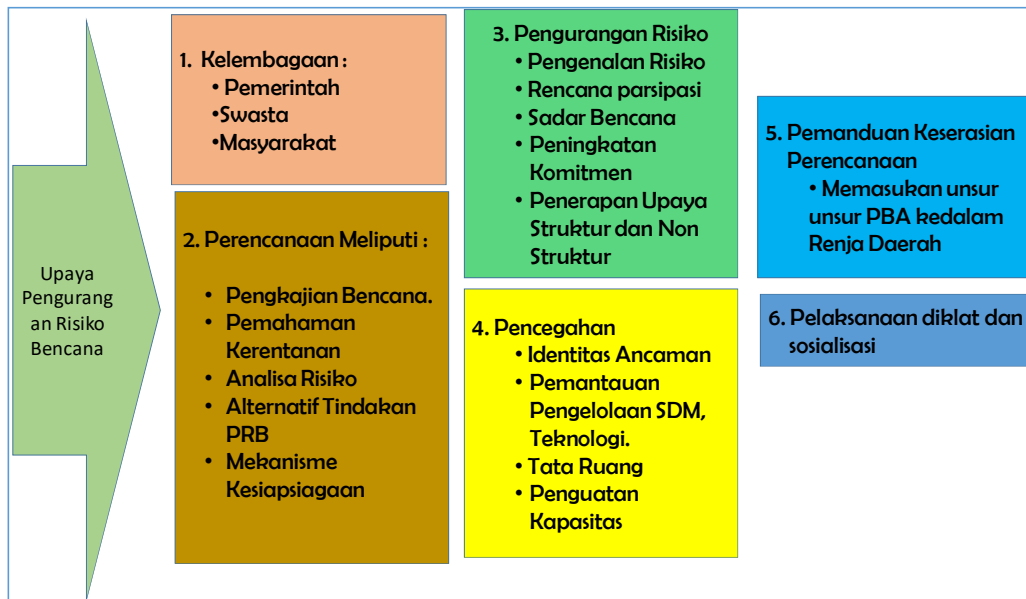 Upaya
Pengurang
an Risiko
Bencana
1. Kelembagaan :
• Pemerintah
•Swasta
•Masyarakat
2. Perencanaan Meliputi :
• Pengkajian Bencana.
• Pemahaman
Kerentanan
• Analisa Risiko
• Alternatif Tindakan
PRB
• Mekanisme
Kesiapsiagaan
3. Pengurangan Risiko
• Pengenalan Risiko
• Rencana parsipasi
• Sadar Bencana
• Peningkatan
Komitmen
• Penerapan Upaya
Struktur dan Non
Struktur
4. Pencegahan
• Identitas Ancaman
• Pemantauan
Pengelolaan SDM,
Teknologi.
• Tata Ruang
• Penguatan
Kapasitas
5. Pemanduan Keserasian
Perencanaan
• Memasukan unsur
unsur PBA kedalam
Renja Daerah
6. Pelaksanaan diklat dan
sosialisasi